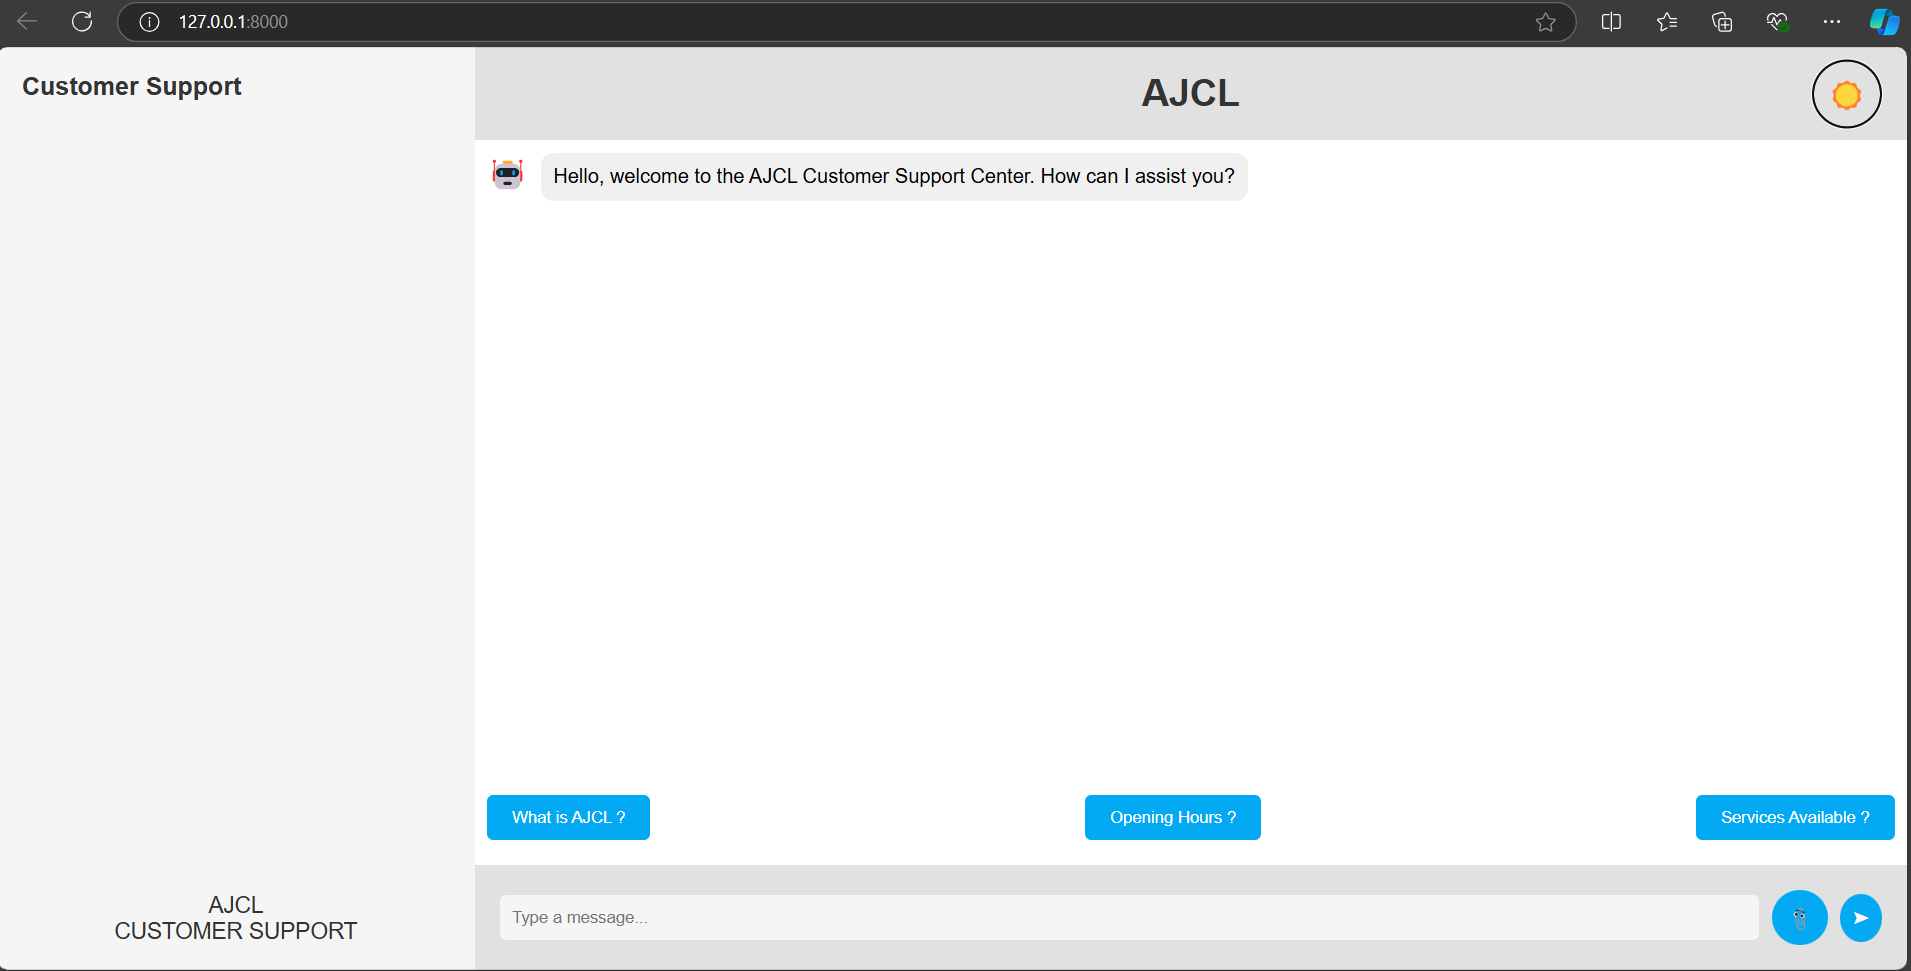 127.0.0.1:8000
Customer Support
AJCL
Hello, welcome to the AJCL Customer Support Center. How can I assist you?
What is AJCL ?
Opening Hours ?
Services Available ?
AJCL
CUSTOMER SUPPORT
Type a message...